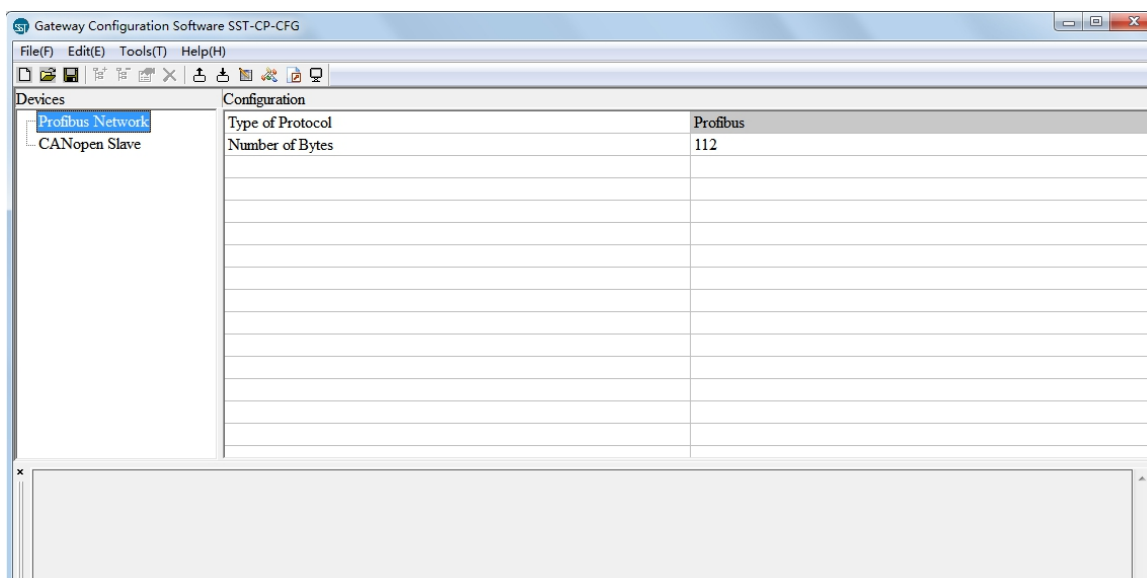 SST Gateway Configuration Software SST-CP-CFG
File(F) Edit(E) Tools(T) Help(H)
Devices Configuration
Profibus Network Type of Protocol Profibus
CANopen Slave Number of Bytes 112